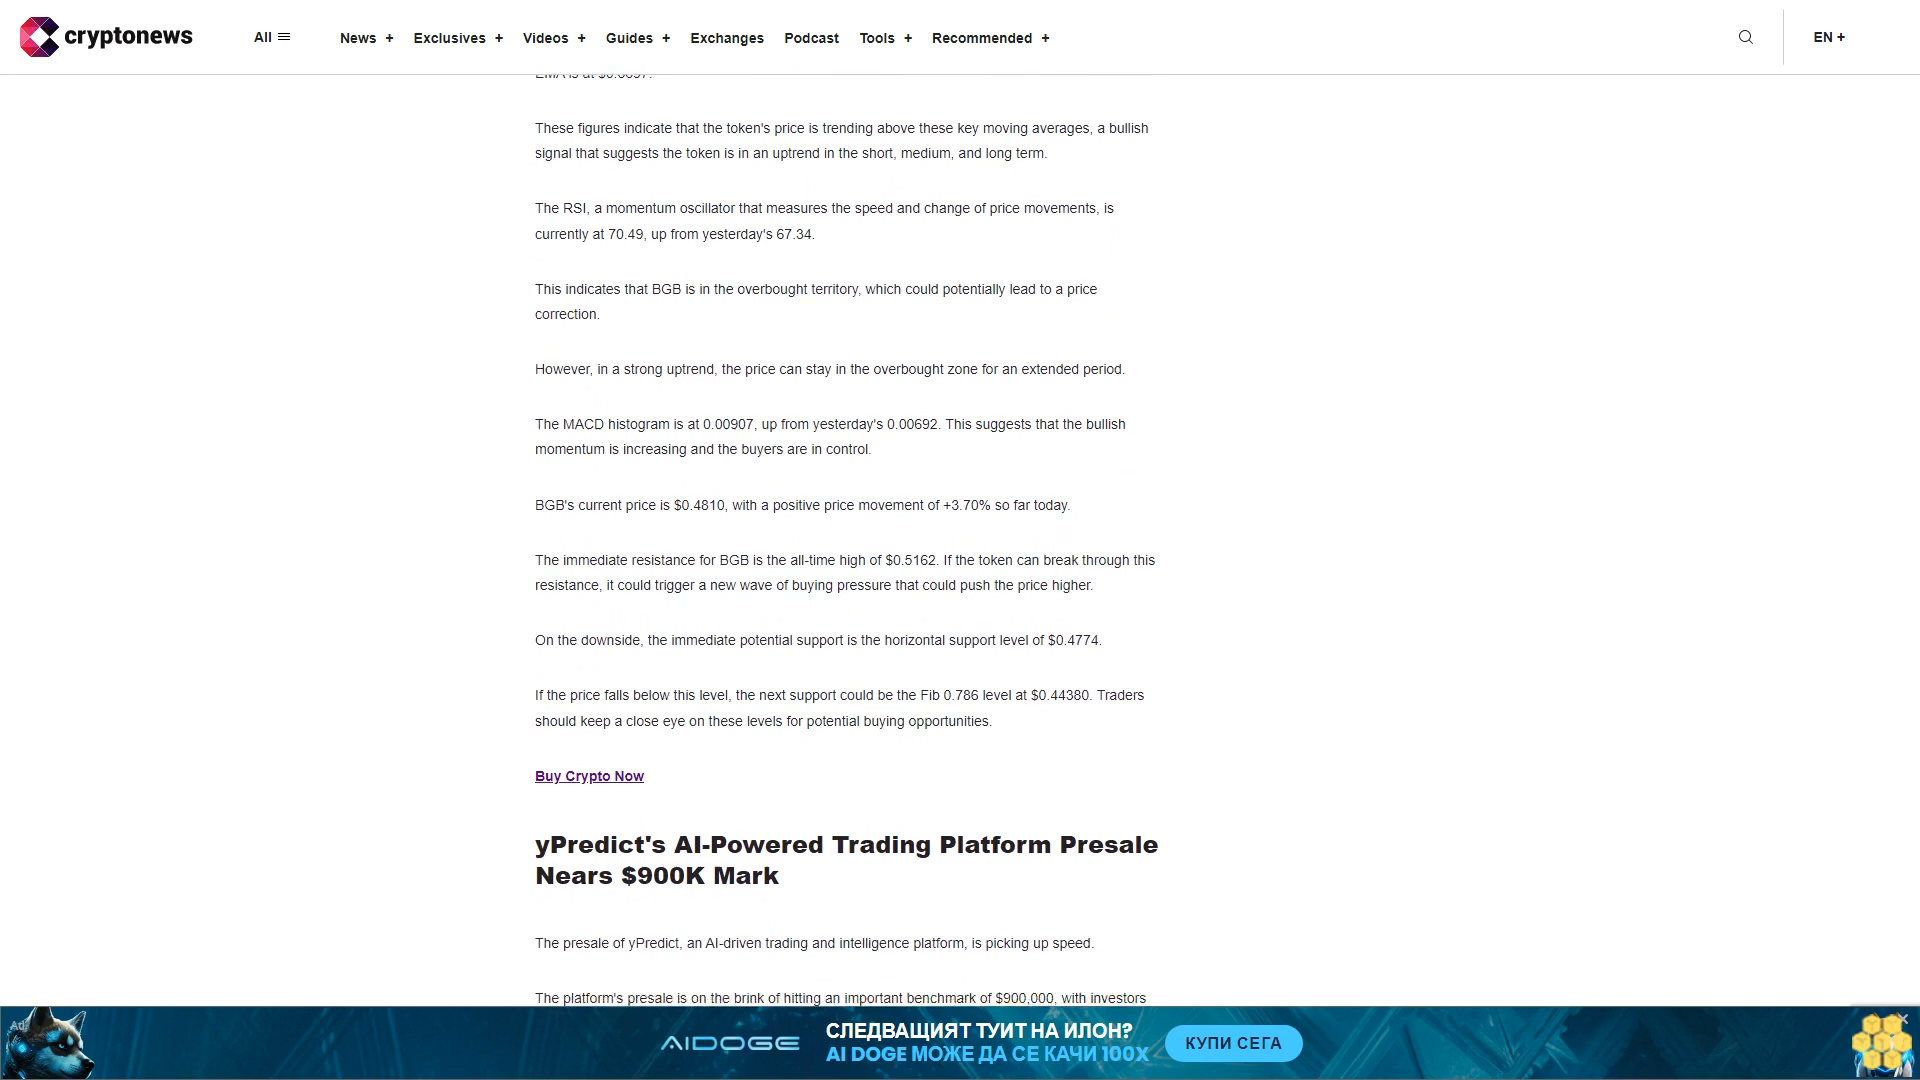 cryptonews
All
News +
Exclusives +
Videos +
Guides +
Exchanges
Podcast
Tools +
Recommended +
EN +
These figures indicate that the token's price is trending above these key moving averages, a bullish
signal that suggests the token is in an uptrend in the short, medium, and long term.
The RSI, a momentum oscillator that measures the speed and change of price movements, is
currently at 70.49, up from yesterday's 67.34.
This indicates that BGB is in the overbought territory, which could potentially lead to a price
correction.
However, in a strong uptrend, the price can stay in the overbought zone for an extended period.
The MACD histogram is at 0.00907, up from yesterday's 0.00692. This suggests that the bullish
momentum is increasing and the buyers are in control.
BGB's current price is $0.4810, with a positive price movement of +3.70% so far today.
The immediate resistance for BGB is the all-time high of $0.5162. If the token can break through this
resistance, it could trigger a new wave of buying pressure that could push the price higher.
On the downside, the immediate potential support is the horizontal support level of $0.4774.
If the price falls below this level, the next support could be the Fib 0.786 level at $0.44380. Traders
should keep a close eye on these levels for potential buying opportunities.
Buy Crypto Now
yPredict's AI-Powered Trading Platform Presale
Nears $900K Mark
The presale of yPredict, an AI-driven trading and intelligence platform, is picking up speed.
The platform's presale is on the brink of hitting an important benchmark of $900,000, with investors
Ad
AIDOGE
СЛЕДВАЩИЯТ ТУИТ НА ИЛОН?
AI DOGE МОЖЕ ДА СЕ КАЧИ 100X
КУПИ СЕГА